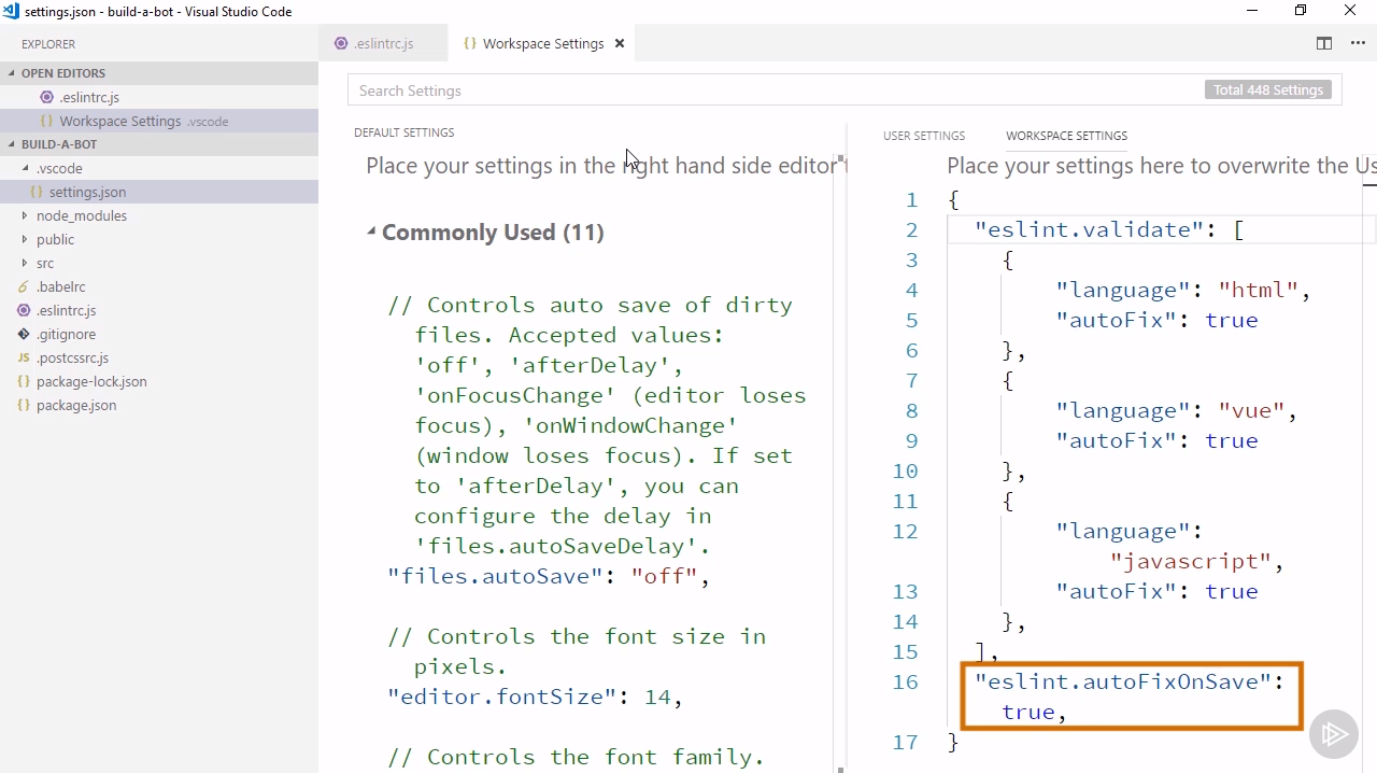 settings.json - build-a-bot - Visual Studio Code
EXPLORER
OPEN EDITORS
.eslintrc.js
Workspace Settings .vscode
BUILD-A-BOT
.vscode
settings.json
node_modules
public
src
.babelrc
.eslintrc.js
.gitignore
JS .postcssrc.js
package-lock.json
package.json
.eslintrc.js
{} Workspace Settings
Search Settings
Total 448 Settings
DEFAULT SETTINGS
Place your settings in the right hand side editor t
Commonly Used (11)
// Controls auto save of dirty
files. Accepted values:
'off', 'afterDelay',
'onFocusChange' (editor loses
focus), 'onWindowChange'
(window loses focus). If set
to 'afterDelay', you can
configure the delay in
'files.autoSaveDelay'.
"files.autoSave": "off",
// Controls the font size in
pixels.
"editor.fontSize": 14,
// Controls the font family.
USER SETTINGS
WORKSPACE SETTINGS
Place your settings here to overwrite the Us
1 {
2 "eslint.validate": [
3 {
4 "language": "html",
5 "autoFix": true
6 },
7 {
8 "language": "vue",
9 "autoFix": true
10 },
11 {
12 "language":
"javascript",
13 "autoFix": true
14 },
15 ],
16 "eslint.autoFixOnSave":
true,
17 }